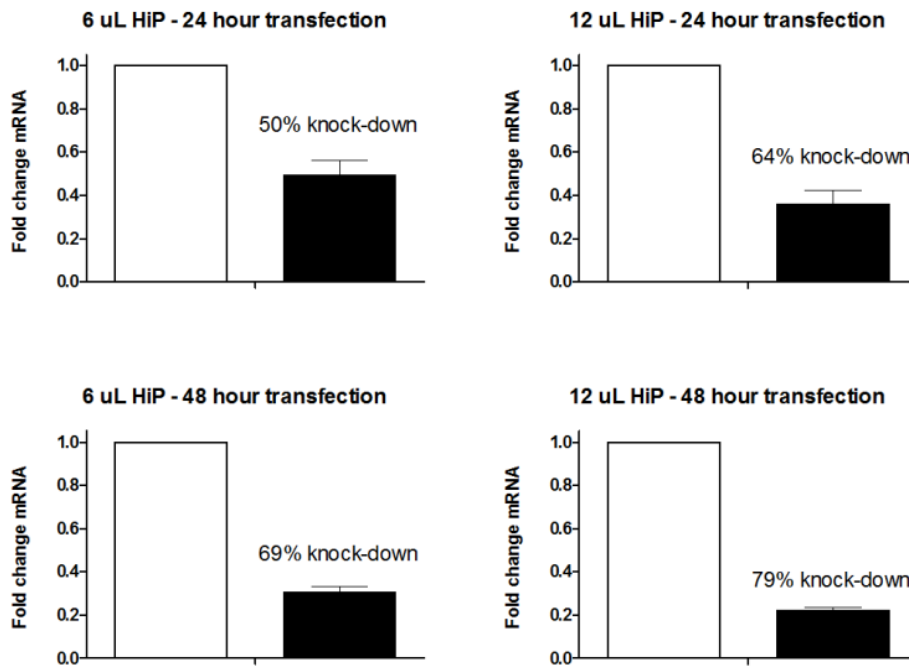 6 uL HiP - 24 hour transfection
Fold change mRNA
1.0
0.8
0.6
0.4
0.2
0.0
50% knock-down
12 uL HiP - 24 hour transfection
Fold change mRNA
1.0
0.8
0.6
0.4
0.2
0.0
64% knock-down
6 uL HiP - 48 hour transfection
Fold change mRNA
1.0
0.8
0.6
0.4
0.2
0.0
69% knock-down
12 uL HiP - 48 hour transfection
Fold change mRNA
1.0
0.8
0.6
0.4
0.2
0.0
79% knock-down